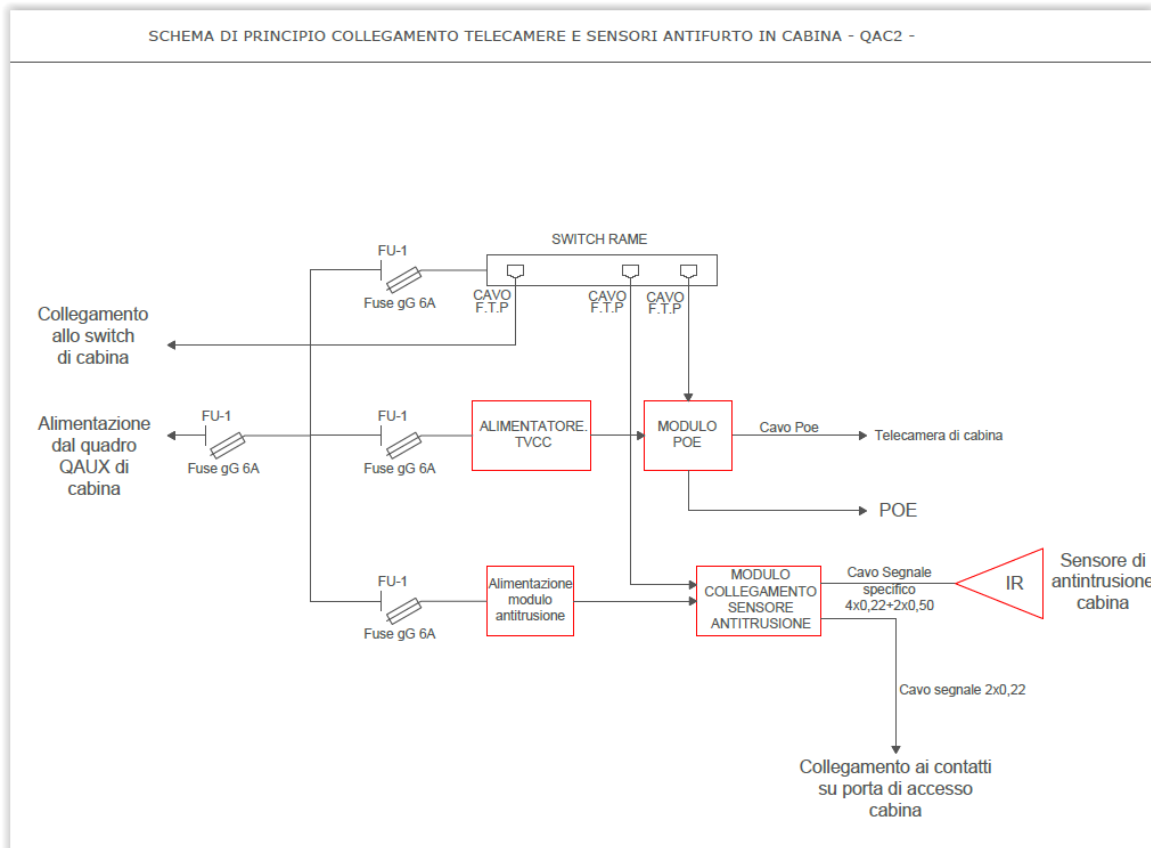 SCHEMA DI PRINCIPIO COLLEGAMENTO TELECAMERE E SENSORI ANTIFURTO IN CABINA - QAC2 -
SWITCH RAME
FU-1
Fuse gG 6A
CAVO
F.T.P
CAVO
F.T.P
CAVO
F.T.P
Collegamento
allo switch
di cabina
Alimentazione
dal quadro
QAUX di
cabina
FU-1
Fuse gG 6A
FU-1
Fuse gG 6A
ALIMENTATORE.
TVCC
MODULO
POE
Cavo Poe
Telecamera di cabina
POE
FU-1
Fuse gG 6A
Alimentazione
modulo
antitrusione
MODULO
COLLEGAMENTO
SENSORE
ANTITRUSIONE
Cavo Segnale
specifico
4x0,22+2x0,50
IR
Sensore di
antintrusione
cabina
Cavo segnale 2x0,22
Collegamento ai contatti
su porta di accesso
cabina